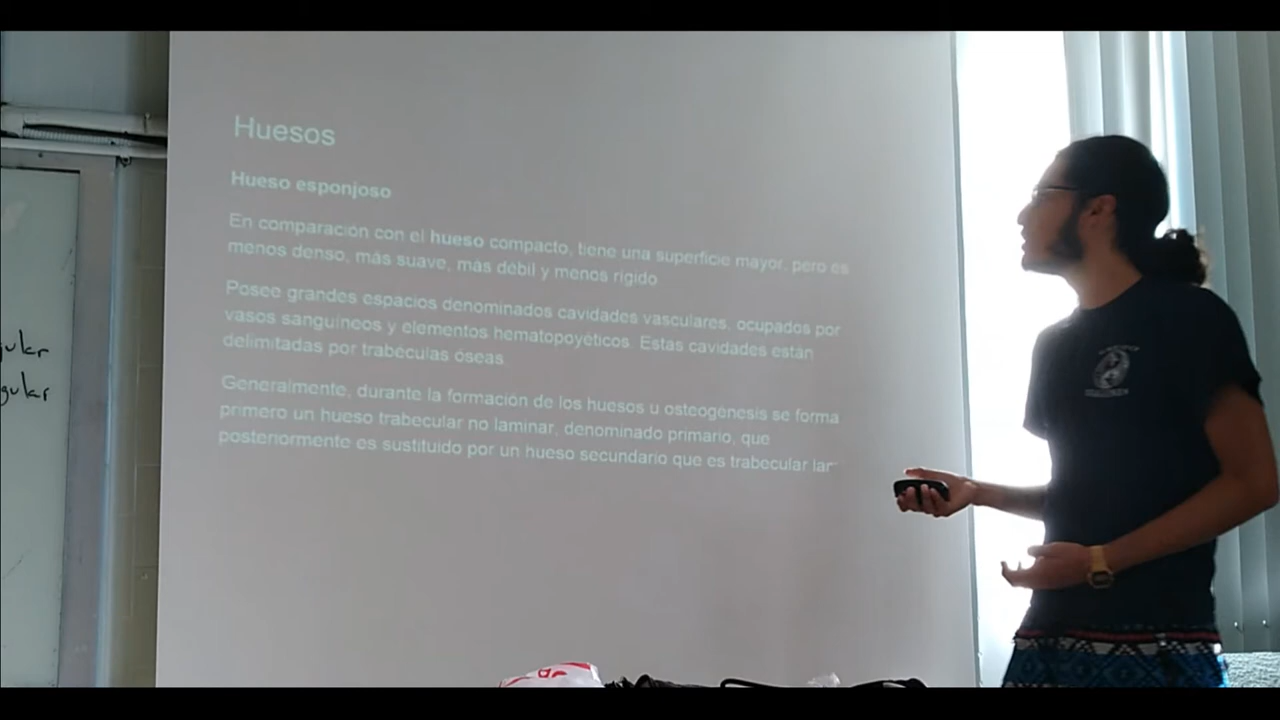 Huesos
Hueso esponjoso
En comparación con el hueso compacto, tiene una superficie mayor, pero es
menos denso, más suave, más débil y menos rígido
Posee grandes espacios denominados cavidades vasculares, ocupados por
vasos sanguíneos y elementos hematopoyéticos. Estas cavidades están
delimitadas por trabéculas óseas.
Generalmente, durante la formación de los huesos u osteogénesis se forma
primero un hueso trabecular no laminar, denominado primario, que
posteriormente es sustituido por un hueso secundario que es trabecular